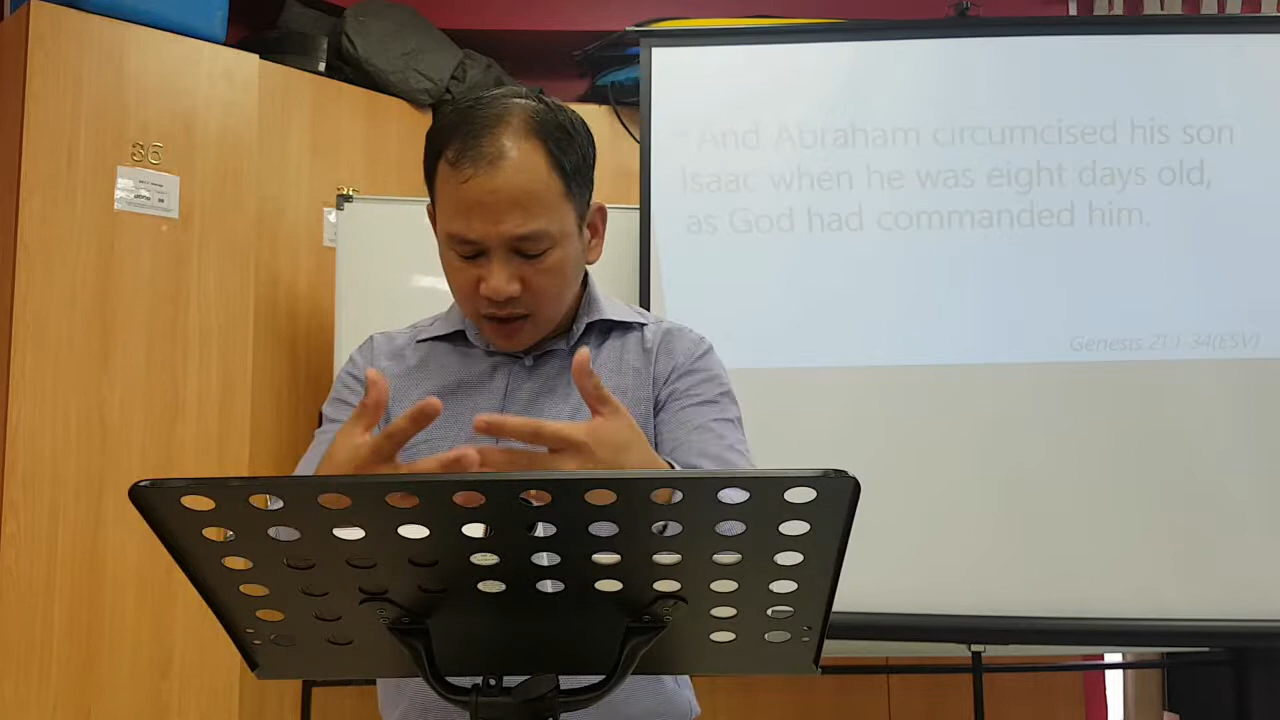 36
“And Abraham circumcised his son
Isaac when he was eight days old,
as God had commanded him.
Genesis 21:1-34(ESV)